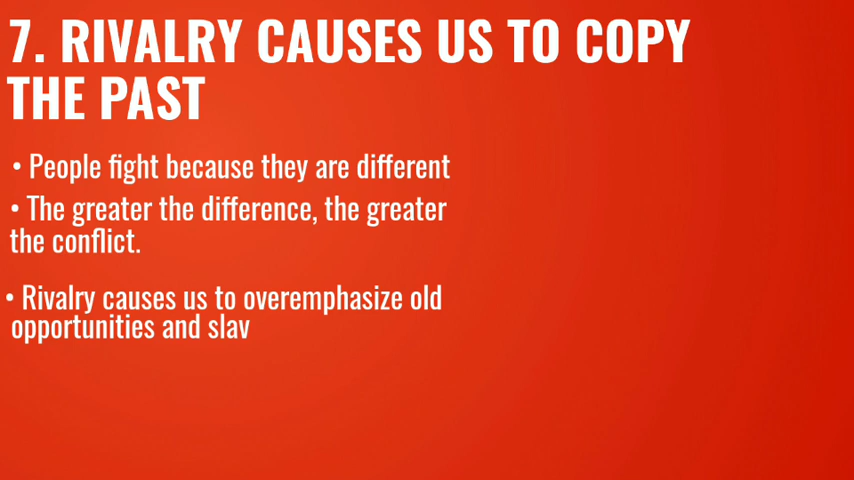 7. RIVALRY CAUSES US TO COPY
THE PAST
• People fight because they are different
• The greater the difference, the greater
the conflict.
• Rivalry causes us to overemphasize old
opportunities and slav